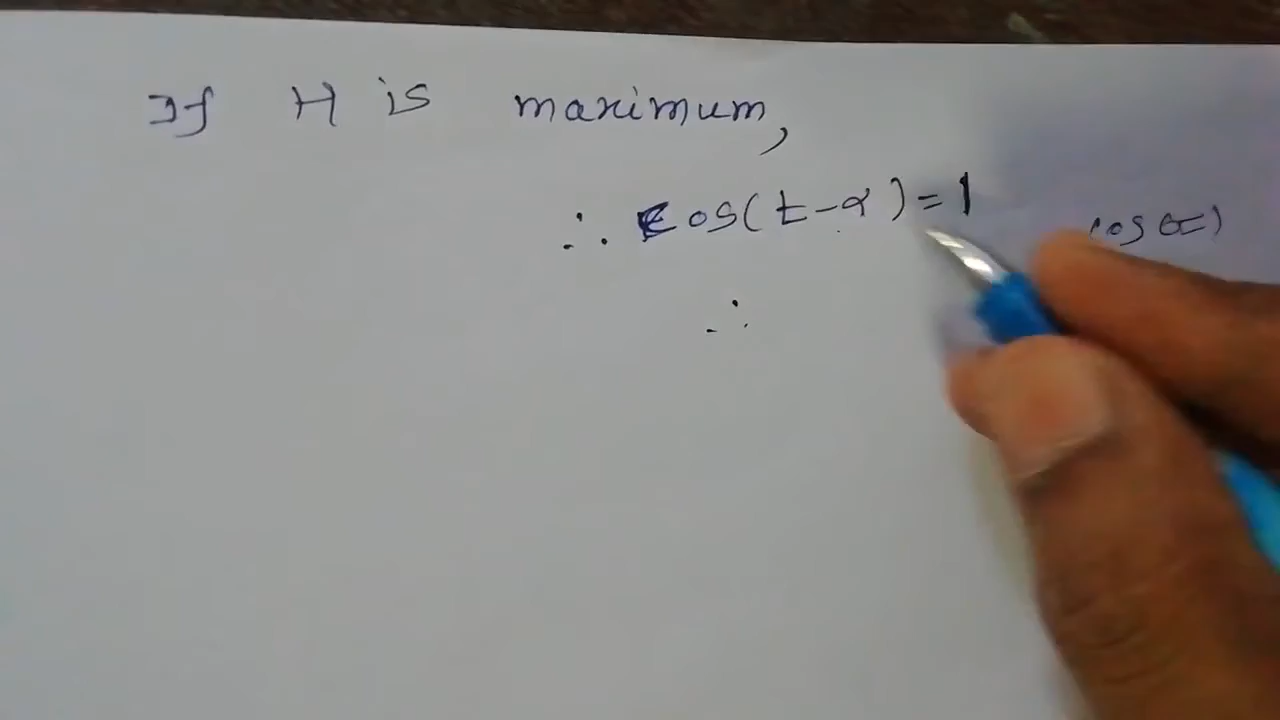 If H is maximum,
∴ cos(t-α)=1
∴